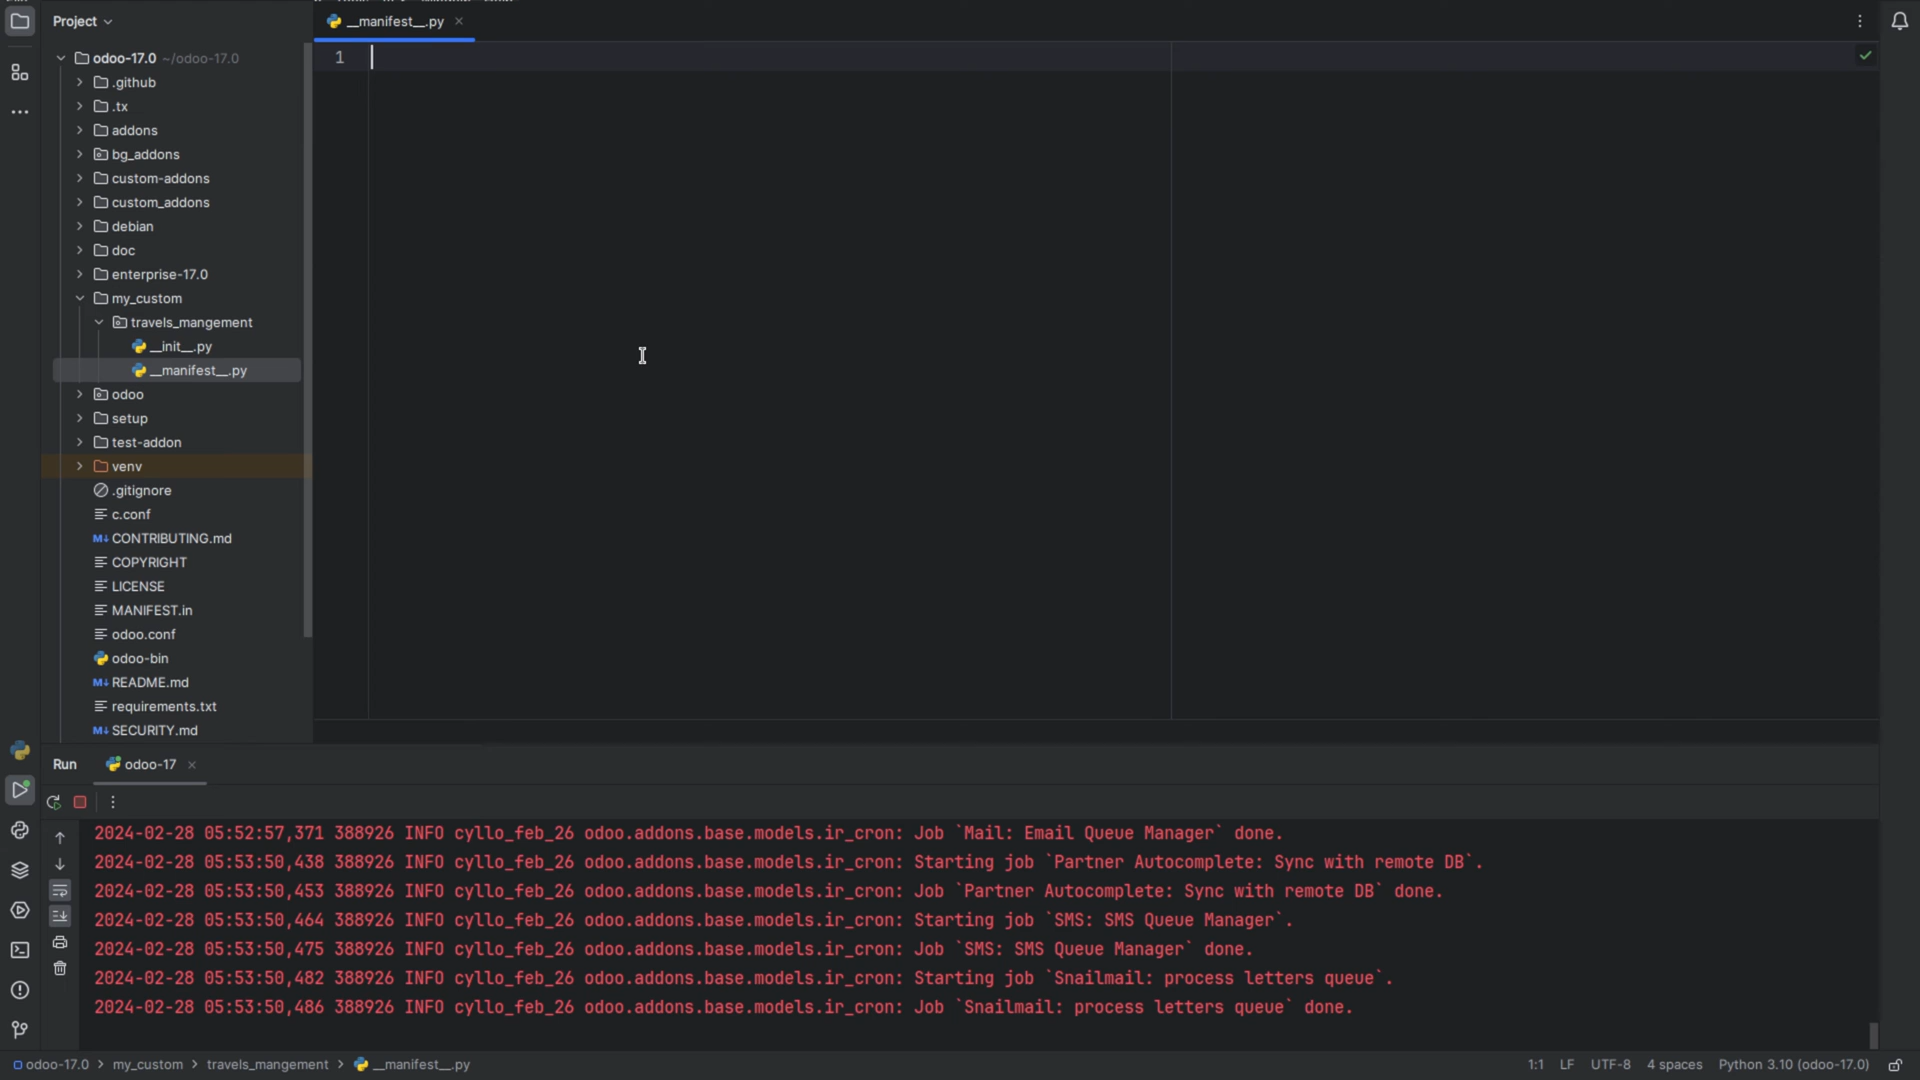 Project
__manifest__.py
odoo-17.0 ~/odoo-17.0
.github
.tx
addons
bg_addons
custom-addons
custom_addons
debian
doc
enterprise-17.0
my_custom
travels_mangement
__init__.py
__manifest__.py
odoo
setup
test-addon
venv
.gitignore
c.conf
M↓ CONTRIBUTING.md
COPYRIGHT
LICENSE
MANIFEST.in
odoo.conf
odoo-bin
M↓ README.md
requirements.txt
M↓ SECURITY.md
1
Run odoo-17
2024-02-28 05:52:57,371 388926 INFO cyllo_feb_26 odoo.addons.base.models.ir_cron: Job `Mail: Email Queue Manager` done.
2024-02-28 05:53:50,438 388926 INFO cyllo_feb_26 odoo.addons.base.models.ir_cron: Starting job `Partner Autocomplete: Sync with remote DB`.
2024-02-28 05:53:50,453 388926 INFO cyllo_feb_26 odoo.addons.base.models.ir_cron: Job `Partner Autocomplete: Sync with remote DB` done.
2024-02-28 05:53:50,464 388926 INFO cyllo_feb_26 odoo.addons.base.models.ir_cron: Starting job `SMS: SMS Queue Manager`.
2024-02-28 05:53:50,475 388926 INFO cyllo_feb_26 odoo.addons.base.models.ir_cron: Job `SMS: SMS Queue Manager` done.
2024-02-28 05:53:50,482 388926 INFO cyllo_feb_26 odoo.addons.base.models.ir_cron: Starting job `Snailmail: process letters queue`.
2024-02-28 05:53:50,486 388926 INFO cyllo_feb_26 odoo.addons.base.models.ir_cron: Job `Snailmail: process letters queue` done.
odoo-17.0 > my_custom > travels_mangement > __manifest__.py
1:1 LF UTF-8 4 spaces Python 3.10 (odoo-17.0)